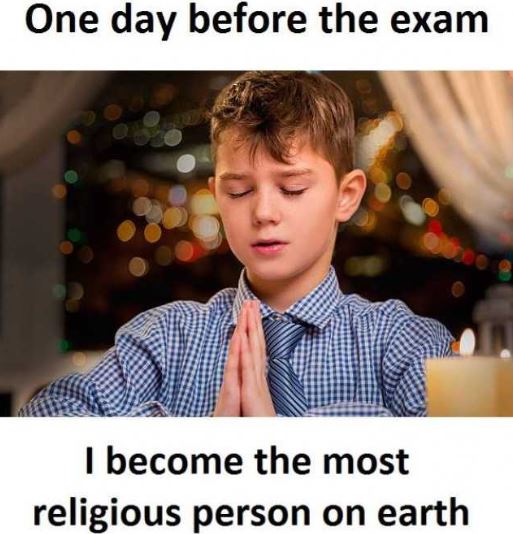 One day before the exam
I become the most
religious person on earth